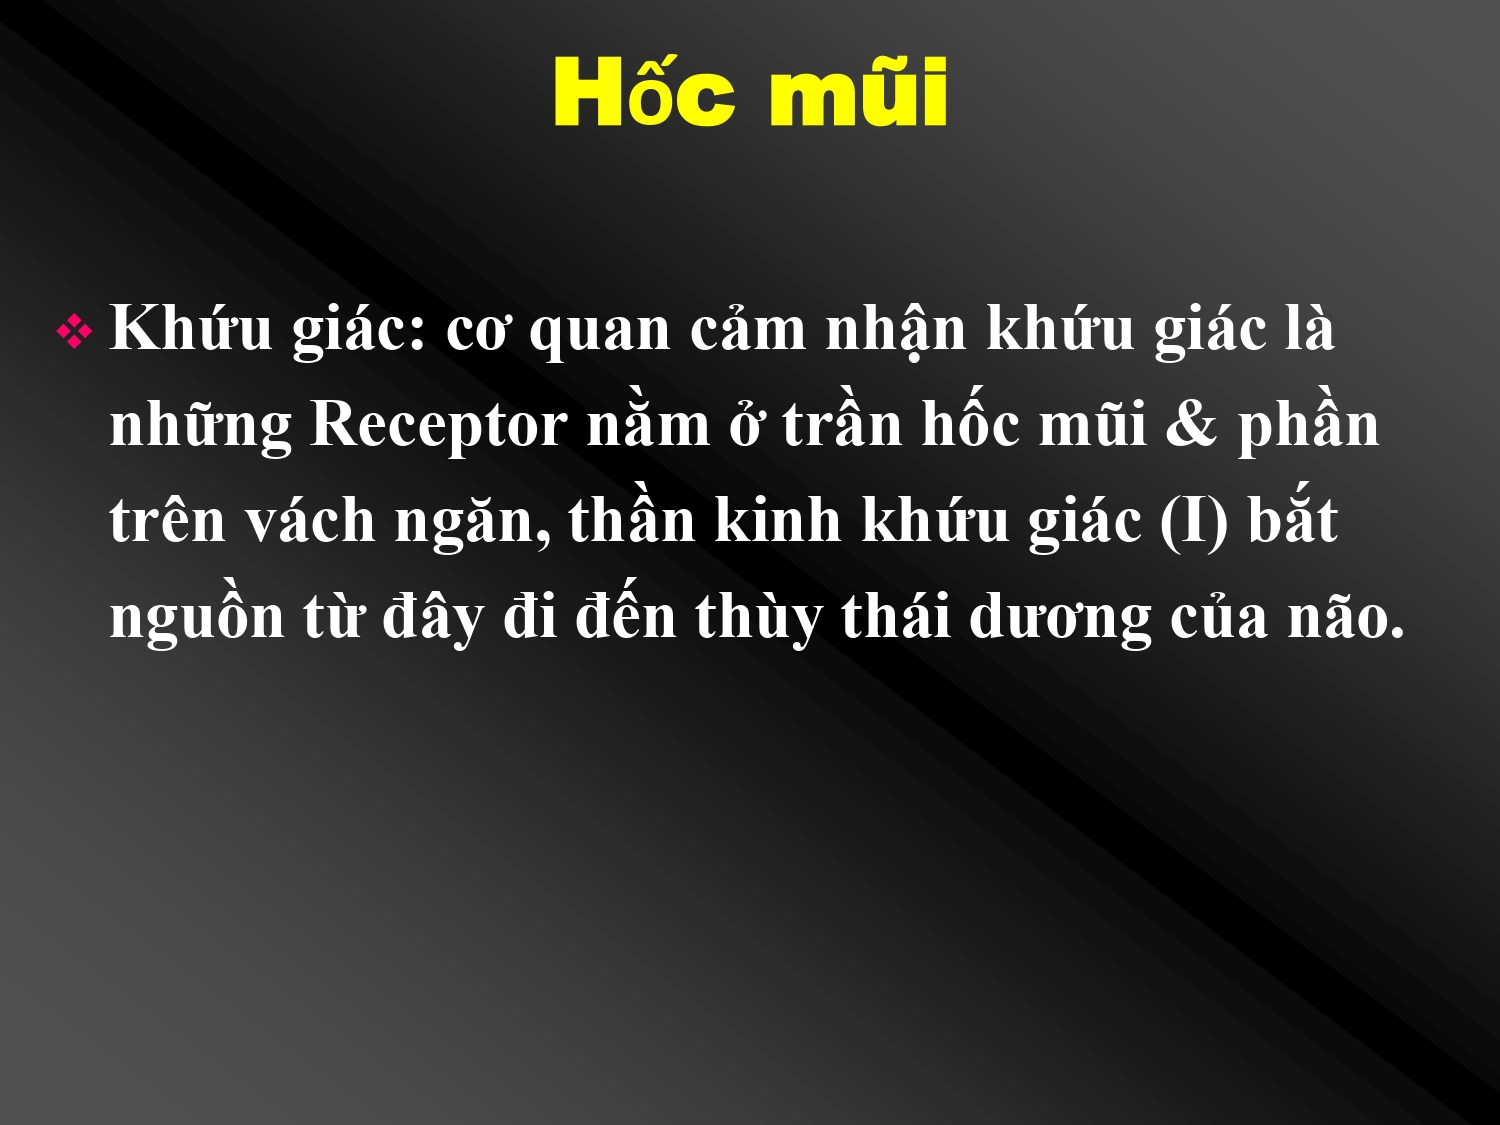 Hốc mũi
❖ Khứu giác: cơ quan cảm nhận khứu giác là
những Receptor nằm ở trần hốc mũi & phần
trên vách ngăn, thần kinh khứu giác (I) bắt
nguồn từ đây đi đến thùy thái dương của não.